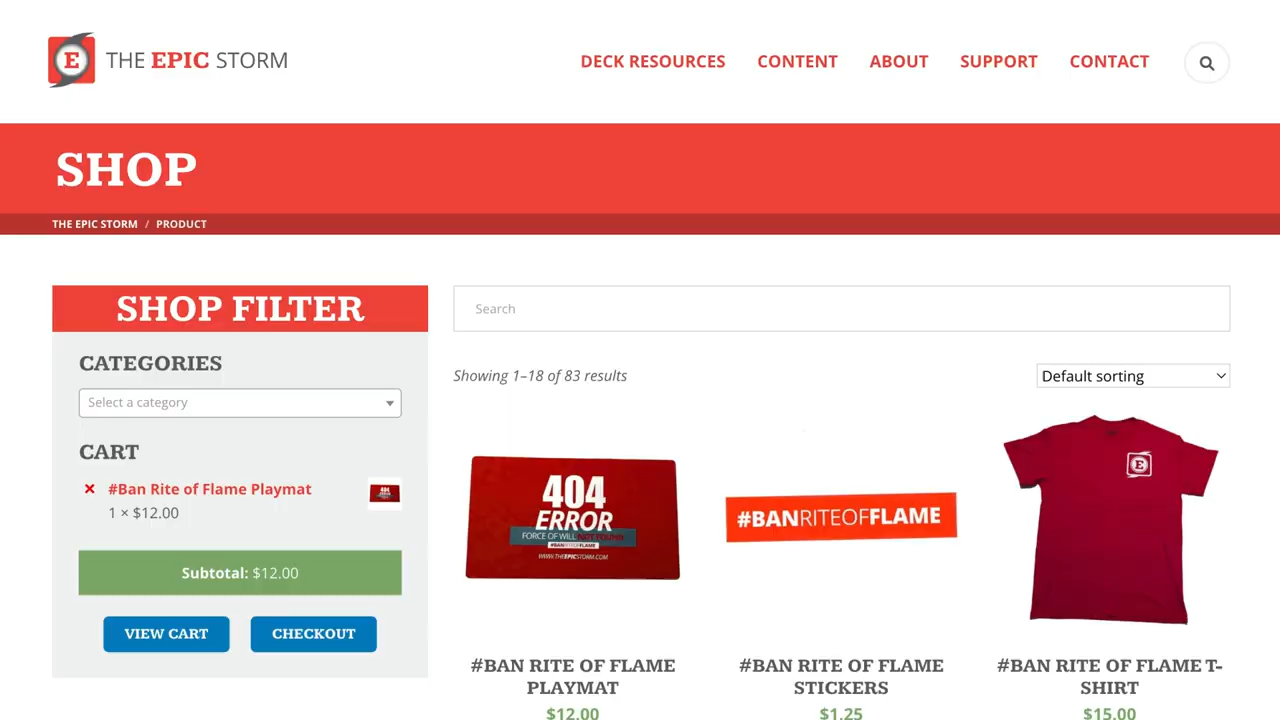 E THE EPIC STORM
DECK RESOURCES CONTENT ABOUT SUPPORT CONTACT
SHOP
THE EPIC STORM / PRODUCT
SHOP FILTER
CATEGORIES
Select a category
CART
#Ban Rite of Flame Playmat
1 × $12.00
Subtotal: $12.00
VIEW CART CHECKOUT
Search
Showing 1–18 of 83 results
Default sorting
404
ERROR
FORCE OF WILL NOT FOUND
#BANRITEOFFLAME
WWW.THEEPICSTORM.COM
#BAN RITE OF FLAME
PLAYMAT
$12.00
#BANRITEOFFLAME
#BAN RITE OF FLAME
STICKERS
$1.25
E
#BAN RITE OF FLAME T-
SHIRT
$15.00